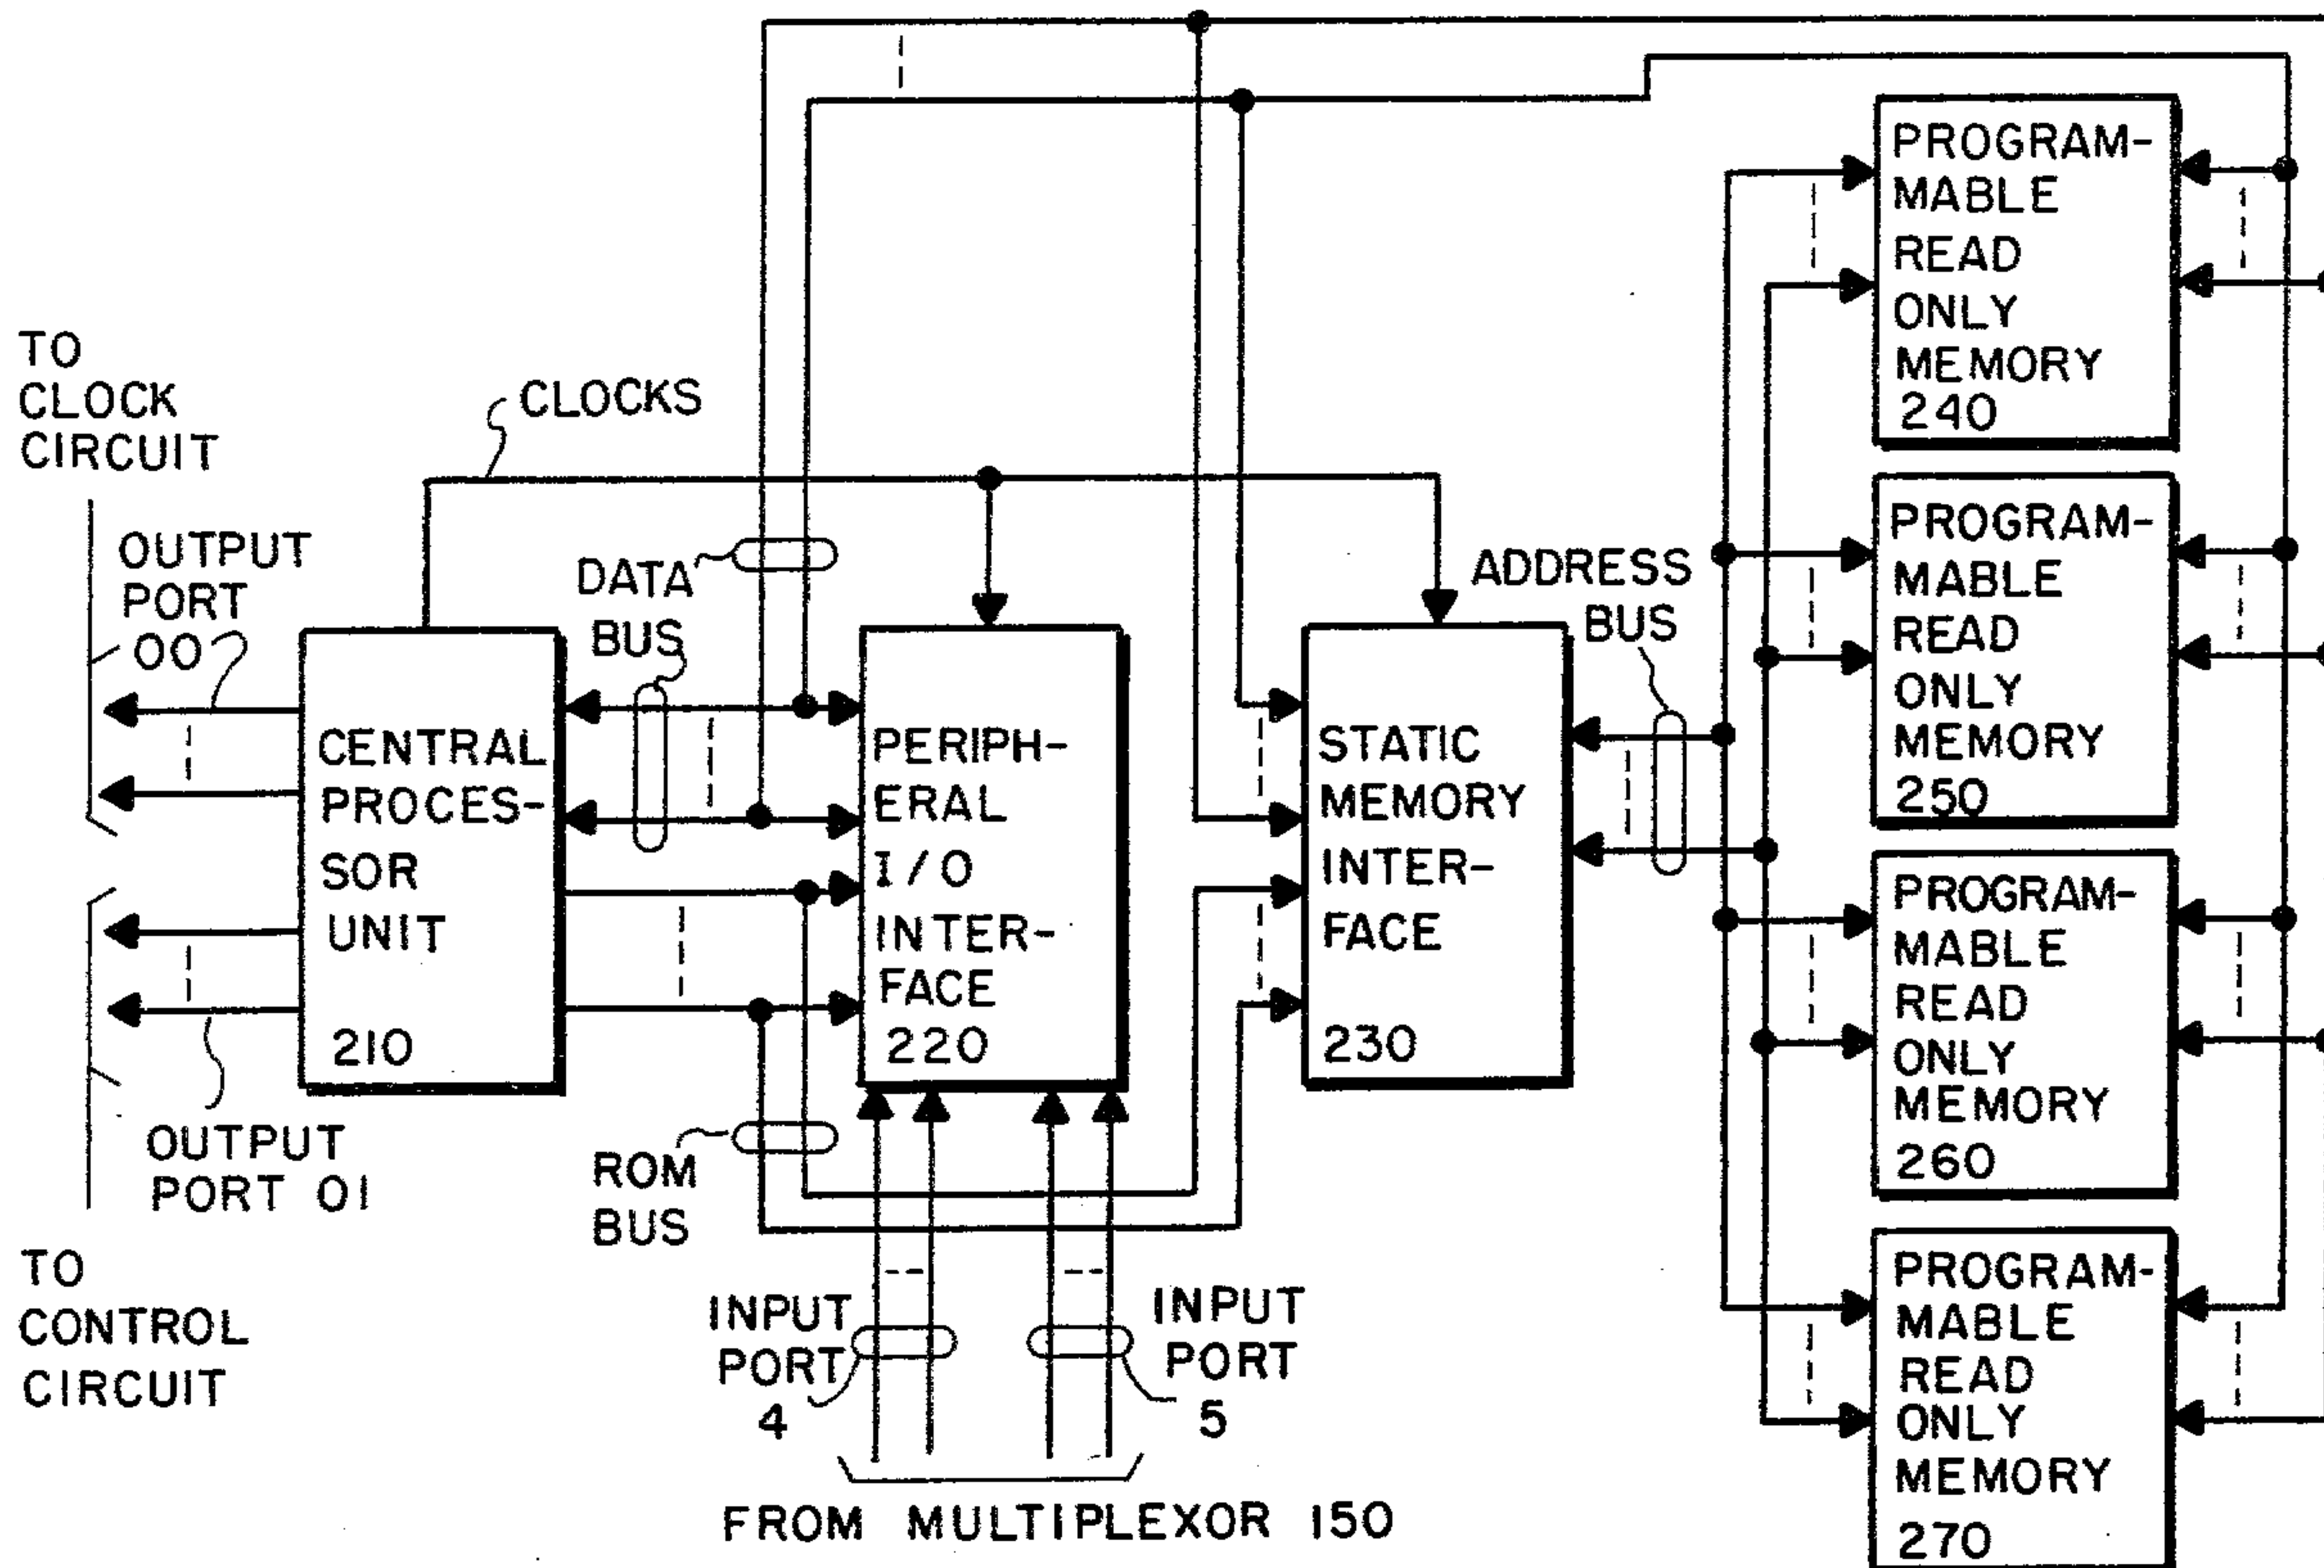 TO
CLOCK
CIRCUIT
OUTPUT
PORT
00
CLOCKS
DATA
BUS
CENTRAL
PROCES-
SOR
UNIT
210
PERIPH-
ERAL
I/O
INTER-
FACE
220
STATIC
MEMORY
INTER-
FACE
230
ADDRESS
BUS
PROGRAM-
MABLE
READ
ONLY
MEMORY
240
PROGRAM-
MABLE
READ
ONLY
MEMORY
250
PROGRAM-
MABLE
READ
ONLY
MEMORY
260
PROGRAM-
MABLE
READ
ONLY
MEMORY
270
OUTPUT
PORT 01
TO
CONTROL
CIRCUIT
ROM
BUS
INPUT
PORT
4
INPUT
PORT
5
FROM MULTIPLEXOR 150